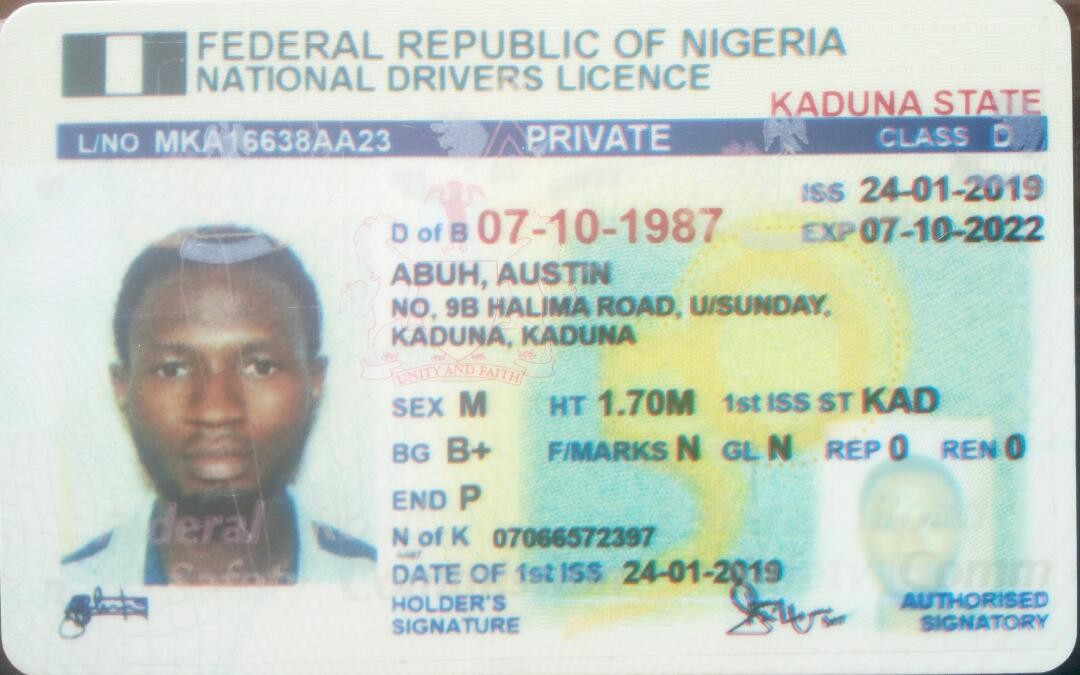 FEDERAL REPUBLIC OF NIGERIA
NATIONAL DRIVERS LICENCE
KADUNA STATE
L/NO MKA16638AA23 PRIVATE CLASS D
ISS 24-01-2019
D of B 07-10-1987 EXP 07-10-2022
ABUH, AUSTIN
NO, 9B HALIMA ROAD, U/SUNDAY,
KADUNA, KADUNA
UNITY AND FAITH
SEX M HT 1.70M 1st ISS ST KAD
BG B+ F/MARKS N GL N REP 0 REN 0
END P
deral
N of K 07066572397
Safet
Comm
DATE OF 1st ISS 24-01-2019
HOLDER'S
SIGNATURE
AUTHORISED
SIGNATORY